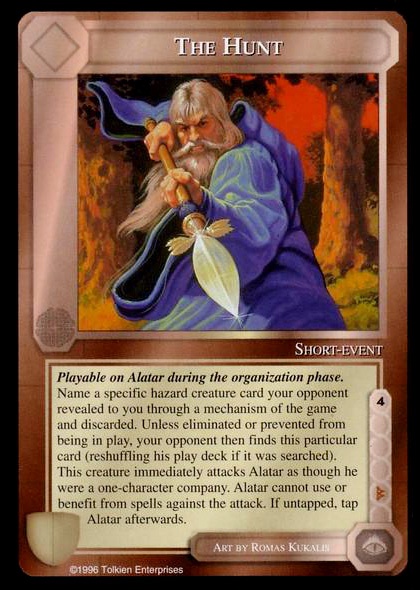 THE HUNT
SHORT-EVENT
Playable on Alatar during the organization phase.
Name a specific hazard creature card your opponent
revealed to you through a mechanism of the game
and discarded. Unless eliminated or prevented from
being in play, your opponent then finds this particular
card (reshuffling his play deck if it was searched).
This creature immediately attacks Alatar as though he
were a one-character company. Alatar cannot use or
benefit from spells against the attack. If untapped, tap
Alatar afterwards.
4
ART BY ROMAS KUKALIS
©1996 Tolkien Enterprises